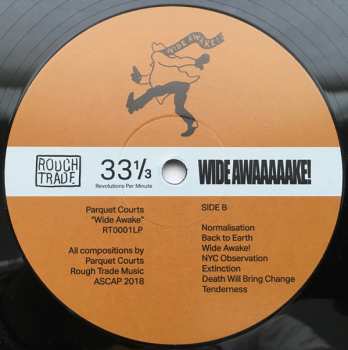 WIDE AWAKE!
ROUGH
TRADE
33 1/3
Revolutions Per Minute
WIDE AWAAAAAKE!
Parquet Courts
"Wide Awake"
RT0001LP
All compositions by
Parquet Courts
Rough Trade Music
ASCAP 2018
SIDE B
Normalisation
Back to Earth
Wide Awake!
NYC Observation
Extinction
Death Will Bring Change
Tenderness